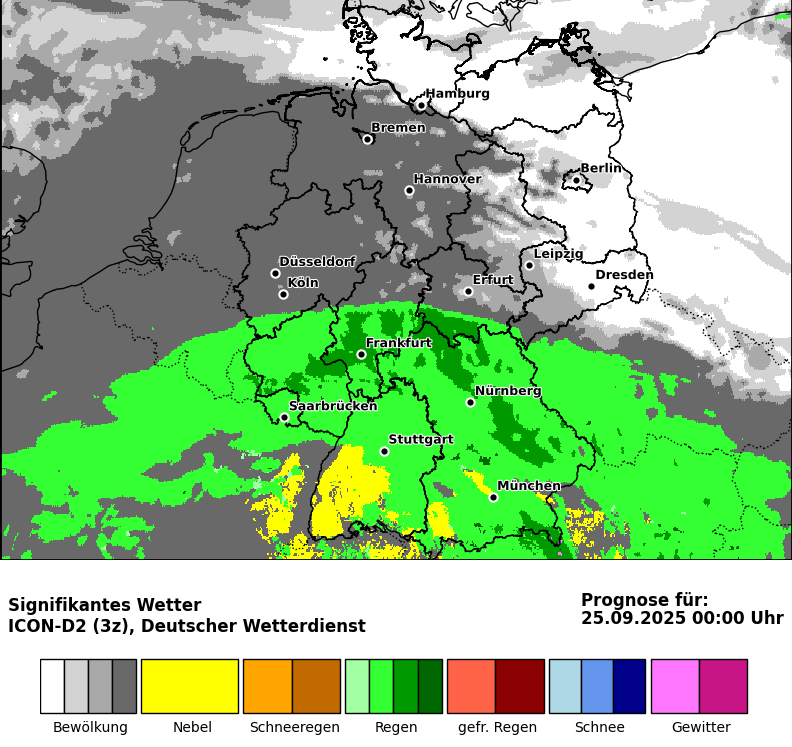 Hamburg
Bremen
Berlin
Hannover
Leipzig
Düsseldorf
Dresden
Köln
Erfurt
Frankfurt
Nürnberg
Saarbrücken
Stuttgart
München
Signifikantes Wetter
ICON-D2 (3z), Deutscher Wetterdienst
Prognose für:
25.09.2025 00:00 Uhr
Bewölkung
Nebel
Schneeregen
Regen
gefr. Regen
Schnee
Gewitter